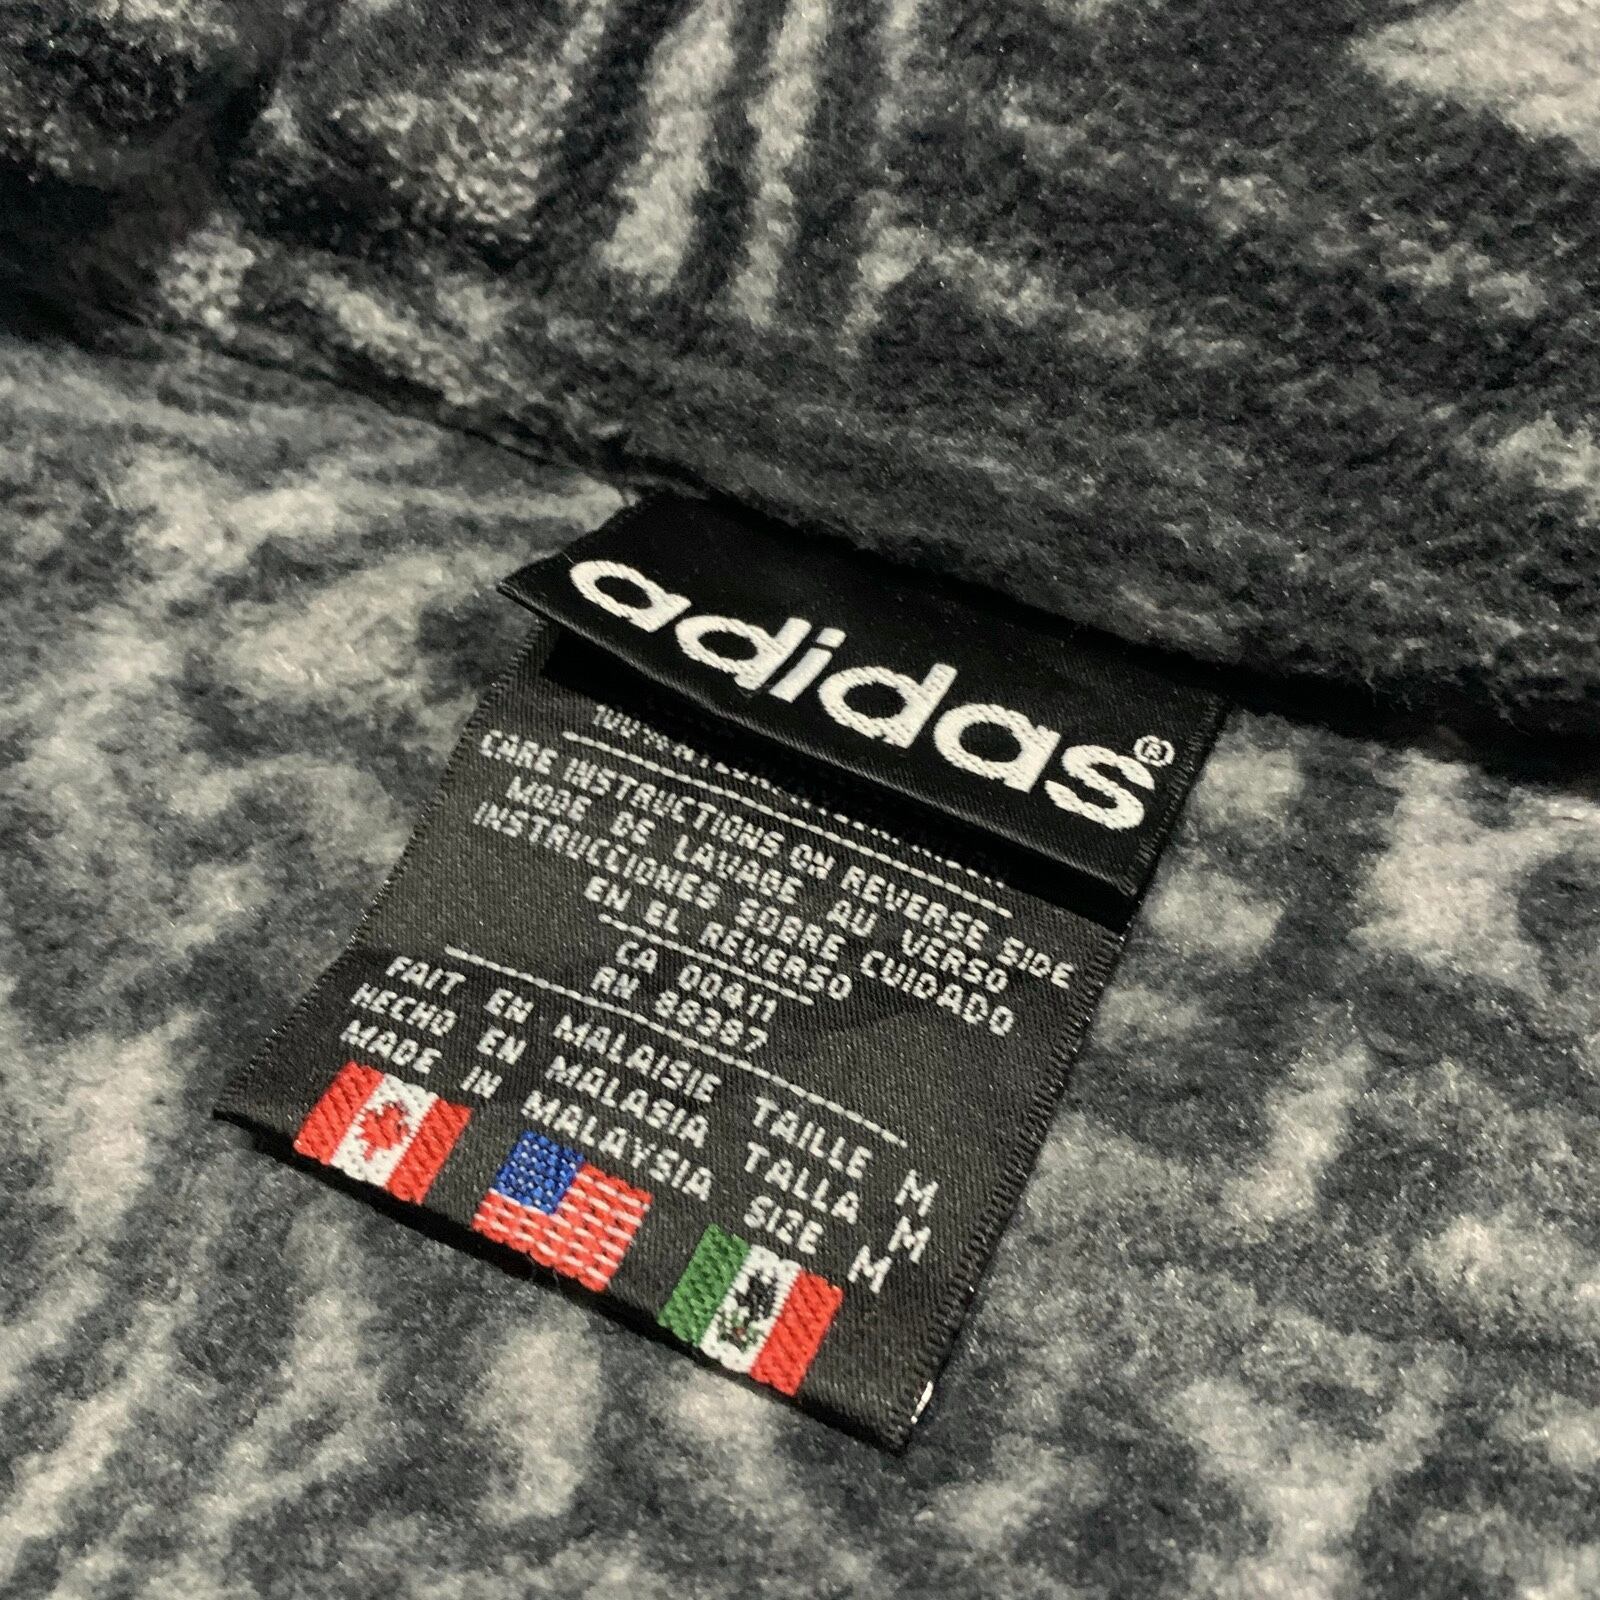 adidas®
CARE INSTRUCTIONS ON REVERSE SIDE
MODE DE LAVAGE AU VERSO
INSTRUCCIONES SOBRE CUIDADO
EN EL REVERSO
CA 00411
RN 88387
FAIT EN MALAISIE TAILLE M
HECHO EN MALASIA TALLA M
MADE IN MALAYSIA SIZE M